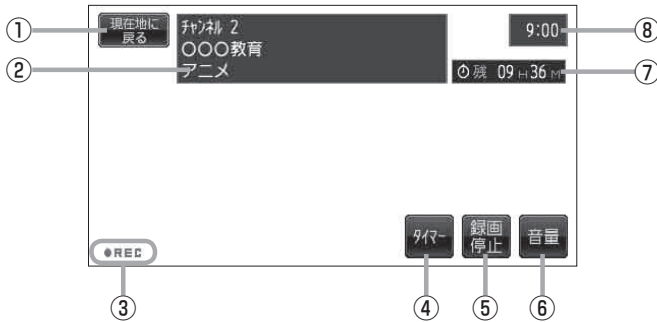 ①
現在地に
戻る
ﾁｬﾝﾈﾙ 2
○○○教育
②
アニメ
9:00
⑧
残 09 H 36 M
⑦
ﾀｲﾏｰ
録画
停止
音量
●REC
③
④
⑤
⑥